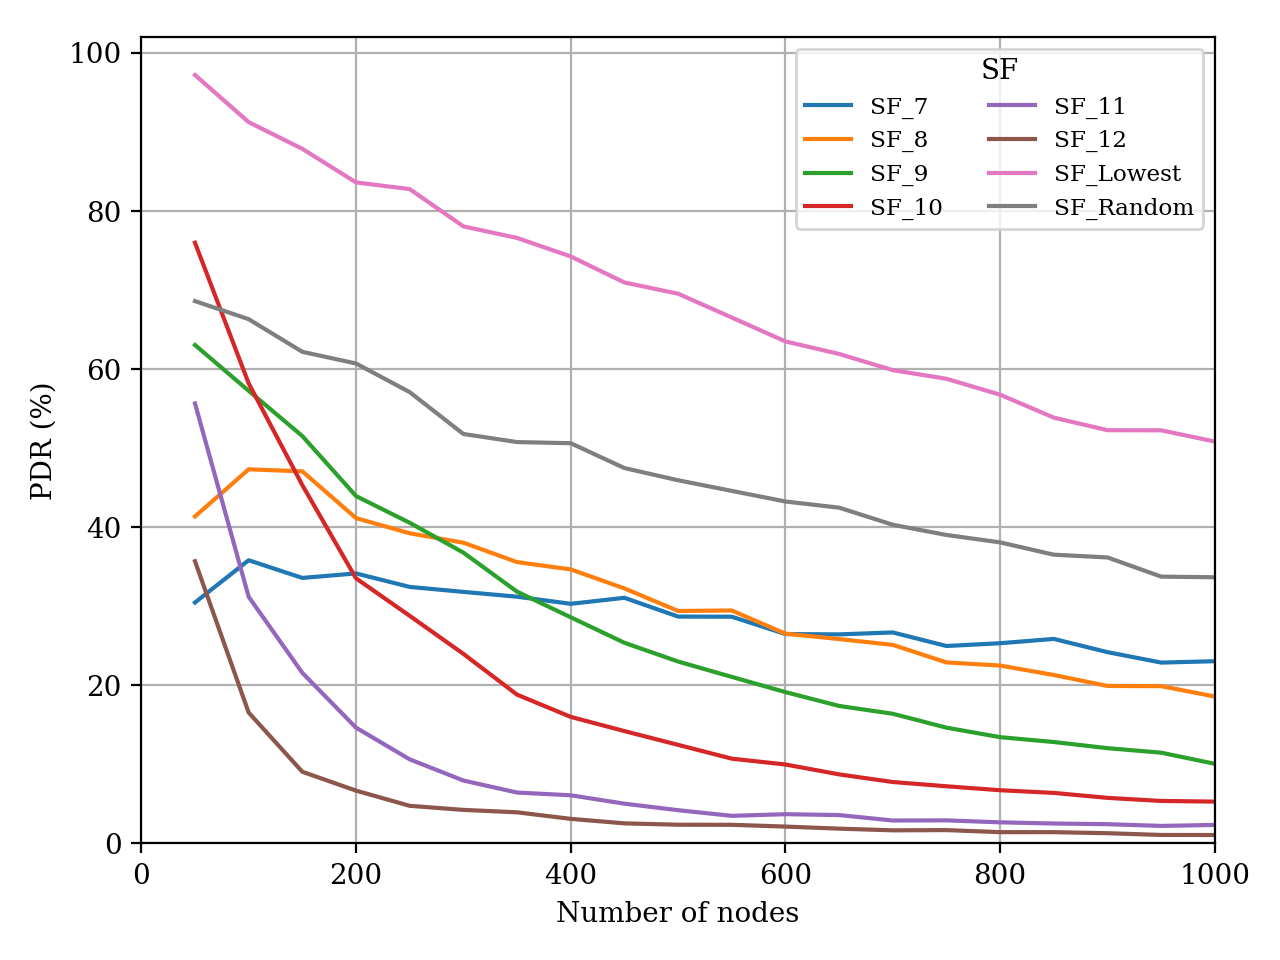 100
80
60
40
20
0
PDR (%)
SF
SF_7
SF_8
SF_9
SF_10
SF_11
SF_12
SF_Lowest
SF_Random
0 200 400 600 800 1000
Number of nodes